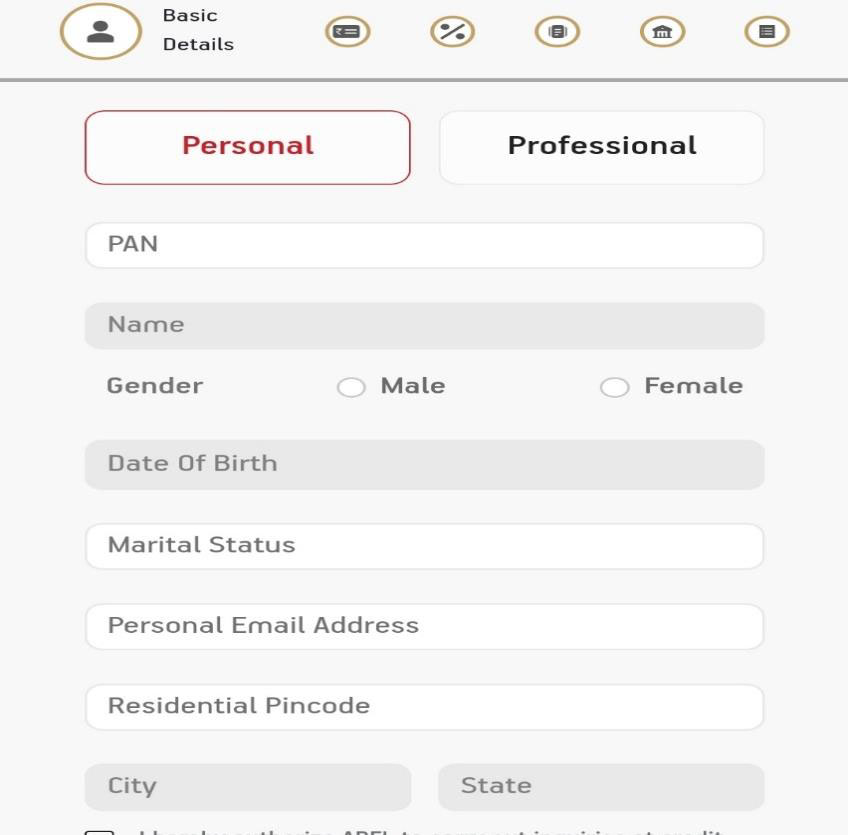 Basic
Details
Personal
Professional
PAN
Name
Gender
Male
Female
Date Of Birth
Marital Status
Personal Email Address
Residential Pincode
City
State